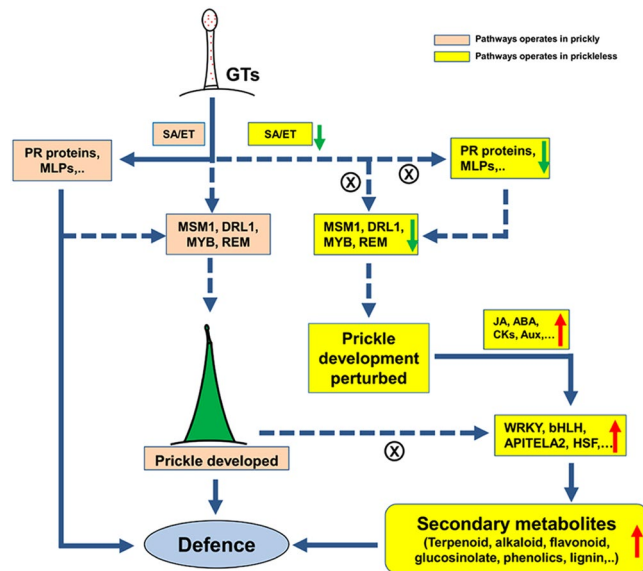 Pathways operates in prickly
Pathways operates in prickleless
GTs
SA/ET
SA/ET
PR proteins,
MLPs,..
X
X
PR proteins,
MLPs,..
MSM1, DRL1,
MYB, REM
MSM1, DRL1,
MYB, REM
Prickle
development
perturbed
JA, ABA,
CKs, Aux,...
Prickle developed
X
WRKY, bHLH,
APITELA2, HSF,...
Defence
Secondary metabolites
(Terpenoid, alkaloid, flavonoid,
glucosinolate, phenolics, lignin,..)